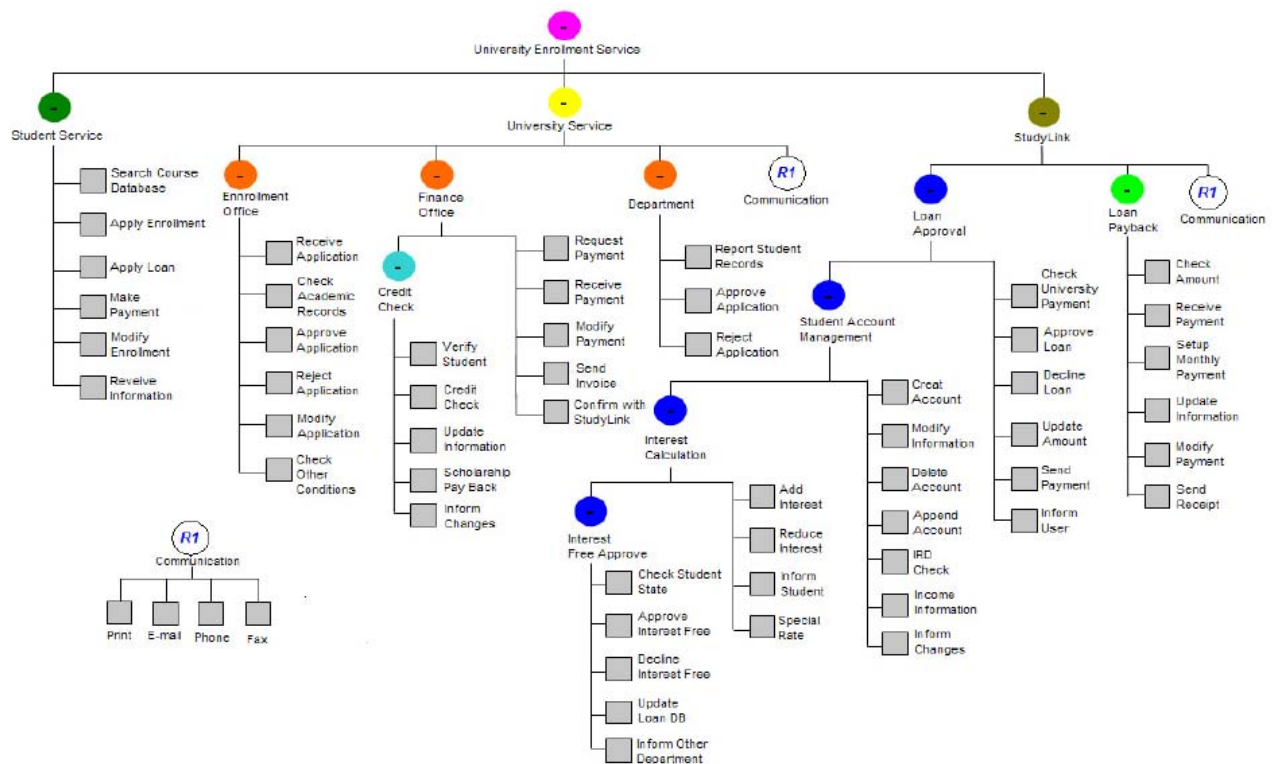 -
University Enrollment Service
-
Student Service
-
University Service
-
StudyLink
Search Course
Database
Apply Enrollment
Apply Loan
Make
Payment
Modify
Enrollment
Reveive
Information
-
Ennrollment
Office
Receive
Application
Check
Academic
Records
Approve
Application
Reject
Application
Modify
Application
Check
Other
Conditions
-
Finance
Office
-
Credit
Check
Verify
Student
Credit
Check
Update
Information
Scholarship
Pay Back
Inform
Changes
Request
Payment
Receive
Payment
Modify
Payment
Send
Invoice
Confirm with
StudyLink
-
Department
Report Student
Records
Approve
Application
Reject
Application
R1
Communication
-
Loan
Approval
-
Student Account
Management
-
Interest
Calculation
-
Interest
Free Approve
Check Student
State
Approve
Interest Free
Decline
Interest Free
Update
Loan DB
Inform Other
Department
Add
Interest
Reduce
Interest
Inform
Student
Special
Rate
Creat
Account
Modify
Information
Delete
Account
Append
Account
IRD
Check
Income
Information
Inform
Changes
Check
University
Payment
Approve
Loan
Decline
Loan
Update
Amount
Send
Payment
Inform
User
-
Loan
Payback
Check
Amount
Receive
Payment
Setup
Monthly
Payment
Update
Information
Modify
Payment
Send
Receipt
R1
Communication
R1
Communication
Print
E-mail
Phone
Fax